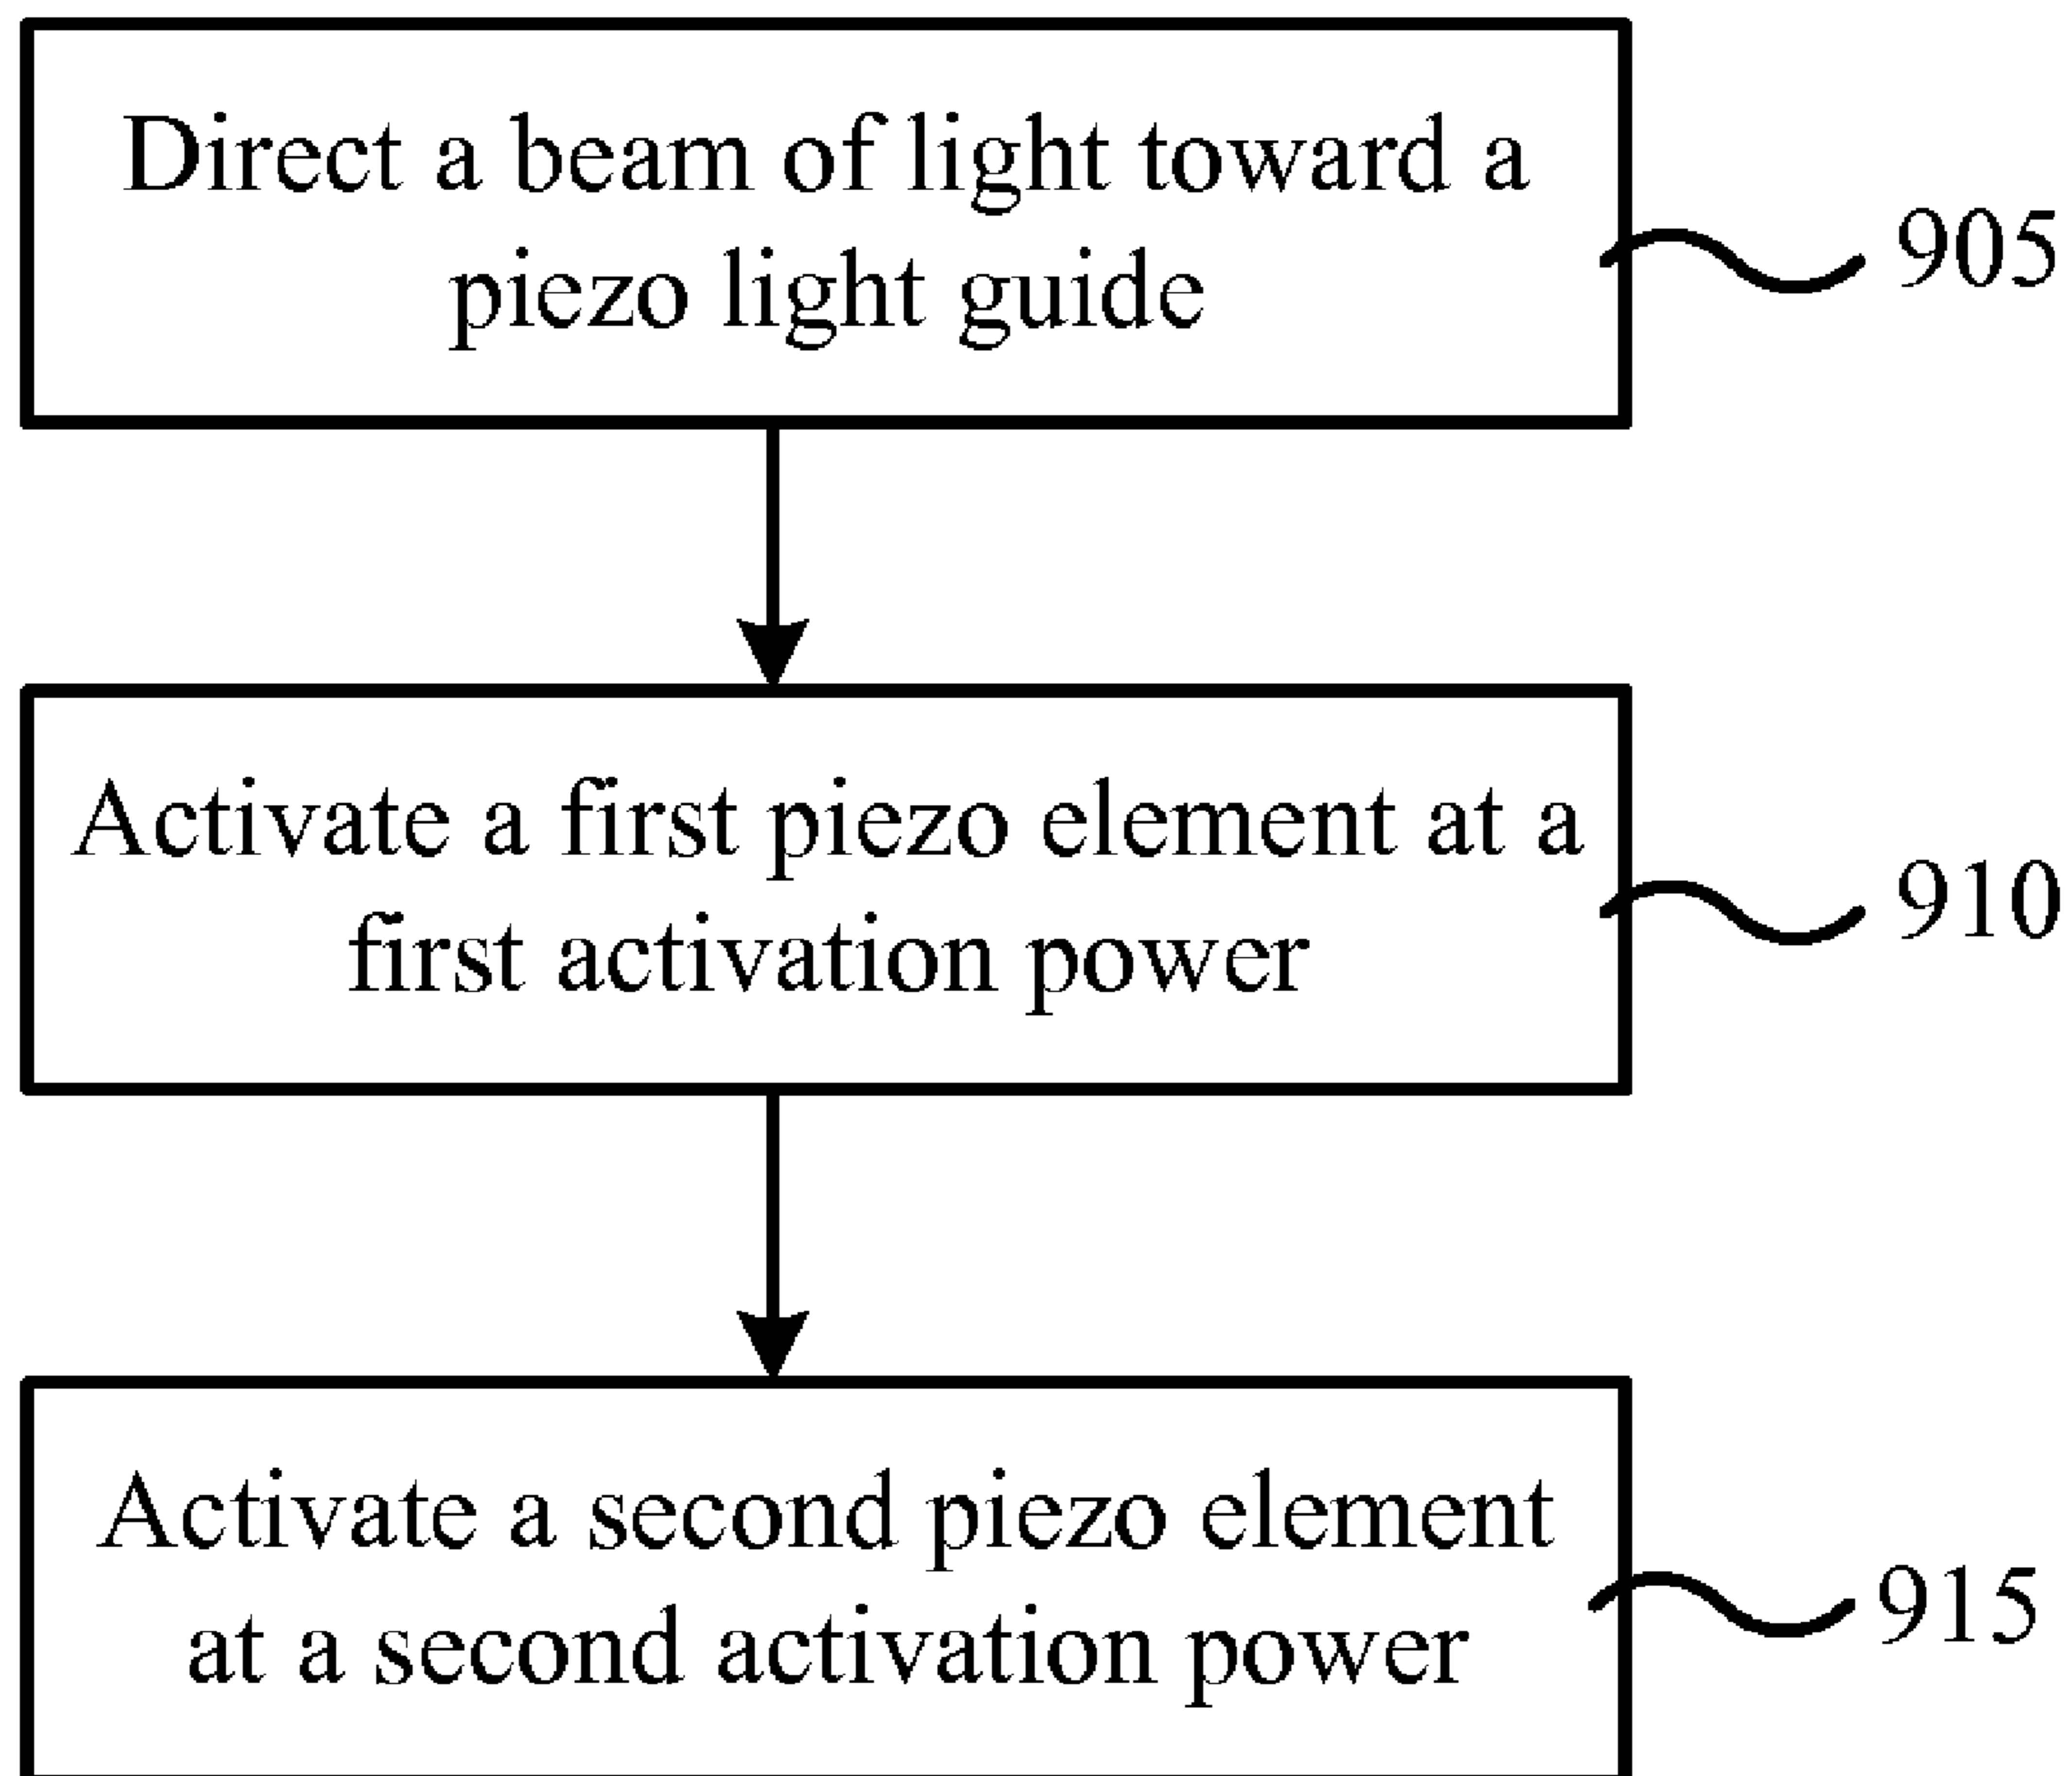 Direct a beam of light toward a
piezo light guide
905
Activate a first piezo element at a
first activation power
910
Activate a second piezo element
at a second activation power
915